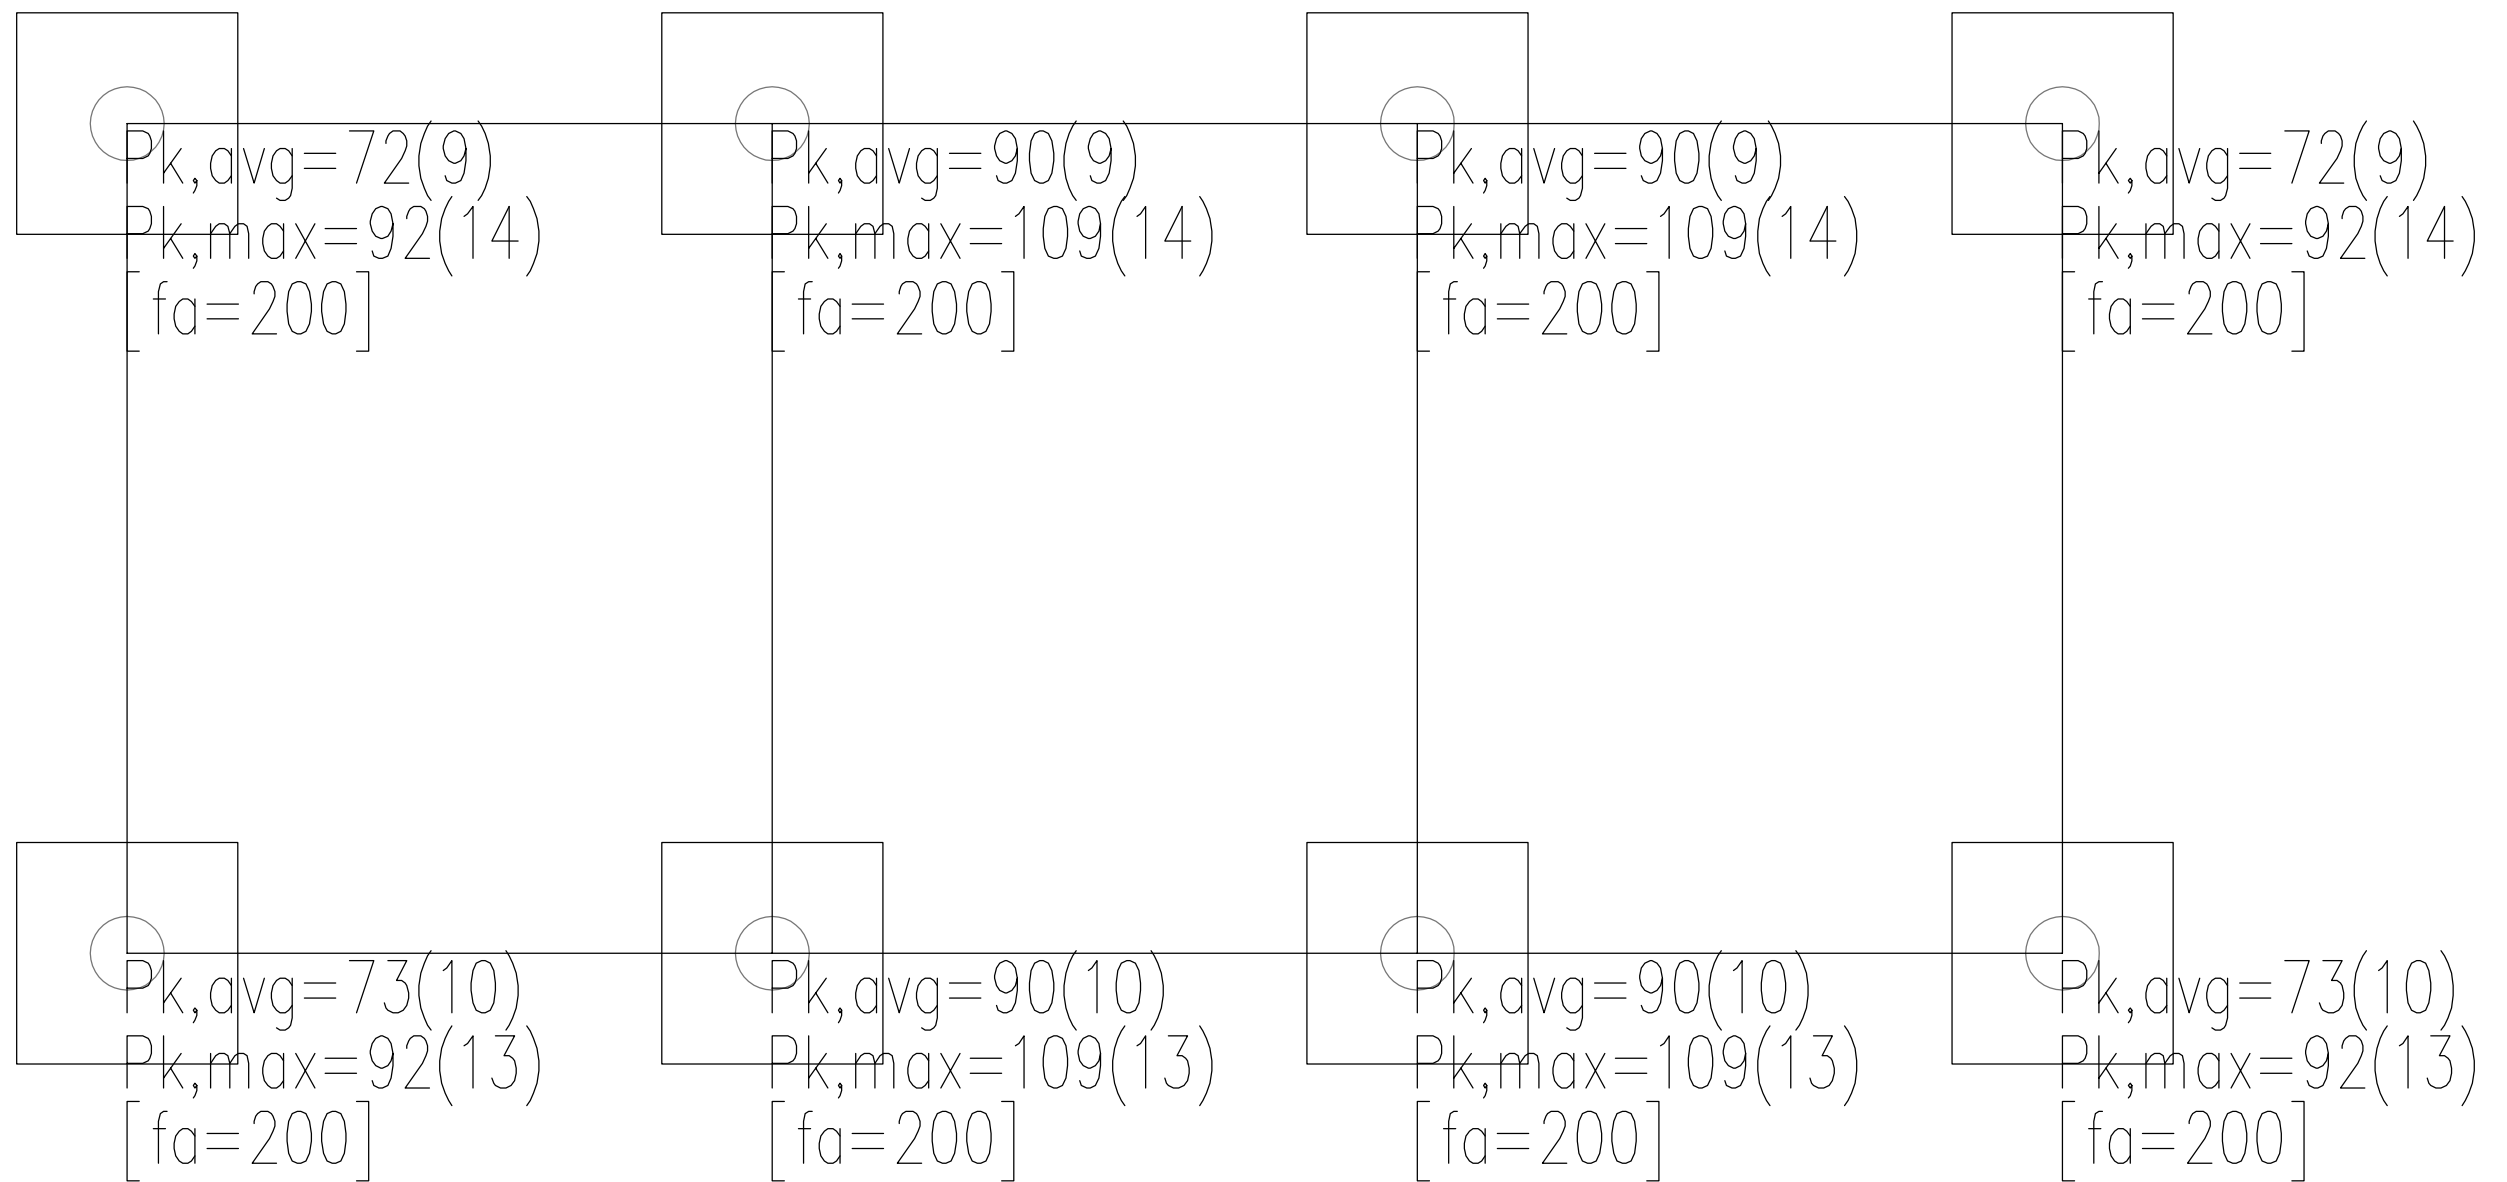 Pk,avg=72(9)
Pk,max=92(14)
[fa=200]
Pk,avg=90(9)
Pk,max=109(14)
[fa=200]
Pk,avg=90(9)
Pk,max=109(14)
[fa=200]
Pk,avg=72(9)
Pk,max=92(14)
[fa=200]
Pk,avg=73(10)
Pk,max=92(13)
[fa=200]
Pk,avg=90(10)
Pk,max=109(13)
[fa=200]
Pk,avg=90(10)
Pk,max=109(13)
[fa=200]
Pk,avg=73(10)
Pk,max=92(13)
[fa=200]